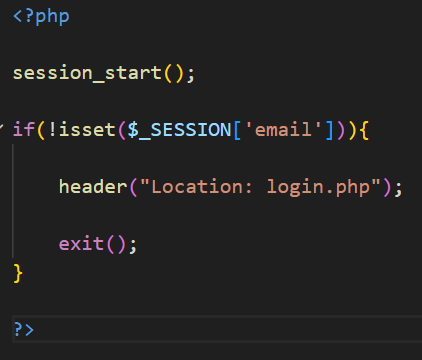 <?php
session_start();
if(!isset($_SESSION['email'])){
header("Location: login.php");
exit();
}
?>